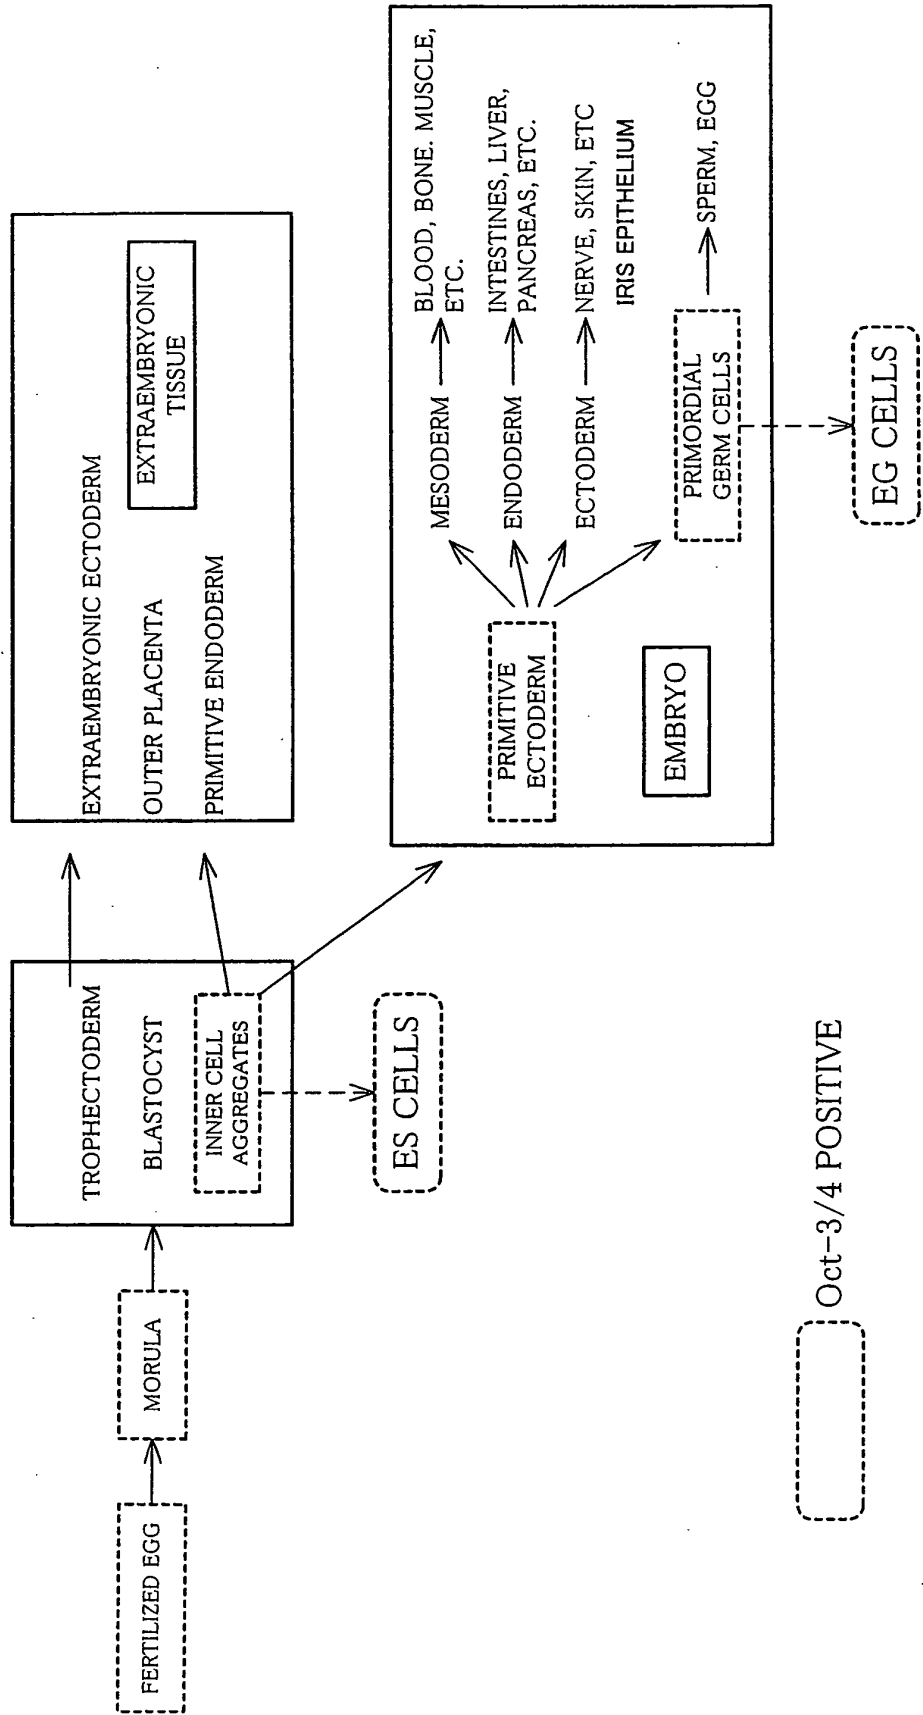 FERTILIZED EGG
MORULA
TROPHECTODERM
BLASTOCYST
INNER CELL
AGGREGATES
ES CELLS
EXTRAEMBRYONIC ECTODERM
OUTER PLACENTA
PRIMITIVE ENDODERM
EXTRAEMBRYONIC
TISSUE
PRIMITIVE
ECTODERM
EMBRYO
MESODERM
BLOOD, BONE. MUSCLE,
ETC.
ENDODERM
INTESTINES, LIVER,
PANCREAS, ETC.
ECTODERM
NERVE, SKIN, ETC
IRIS EPITHELIUM
PRIMORDIAL
GERM CELLS
SPERM, EGG
EG CELLS
Oct-3/4 POSITIVE